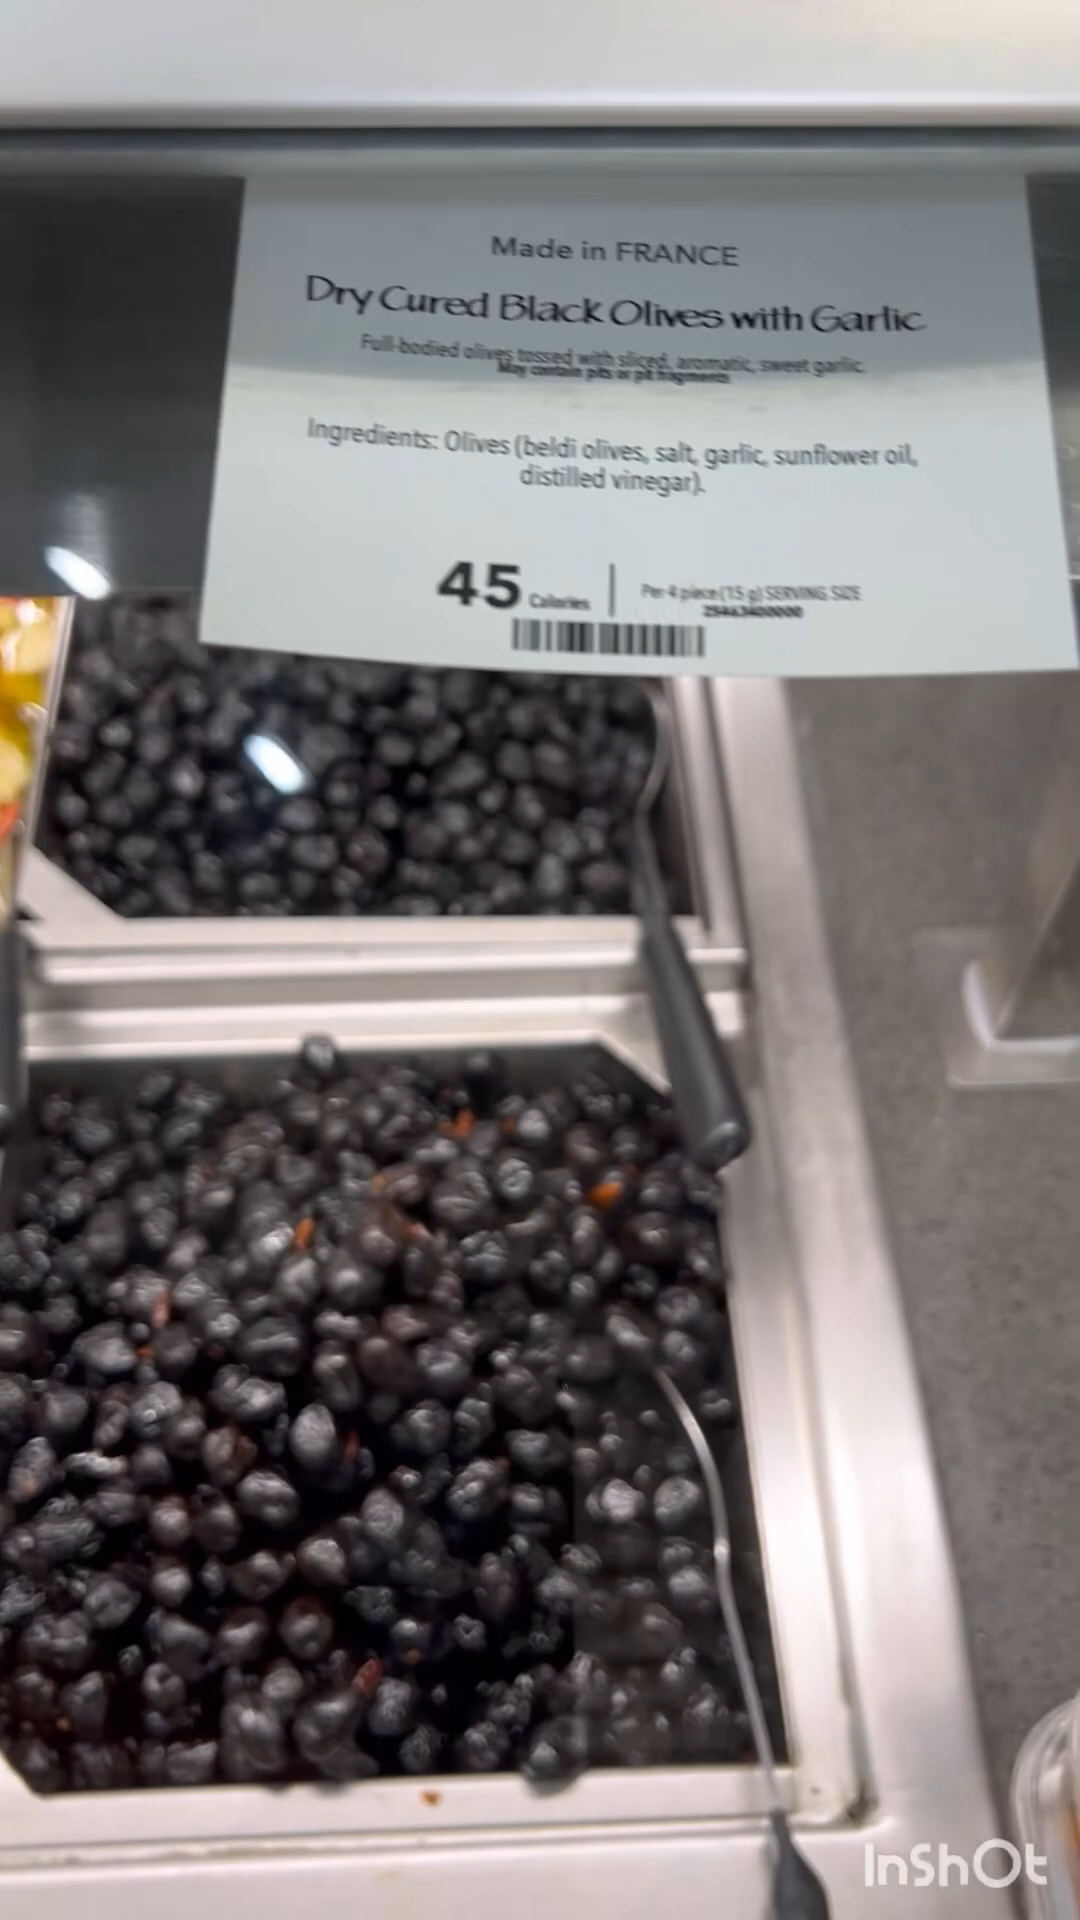 Made in FRANCE
Dry Cured Black Olives with Garlic
Full-bodied olives tossed with sliced, aromatic, sweet garlic.
May contain pits or pit fragments
Ingredients: Olives (beldi olives, salt, garlic, sunflower oil,
distilled vinegar).
45 Calories
Per 4 piece (15 g) SERVING SIZE
InShOt